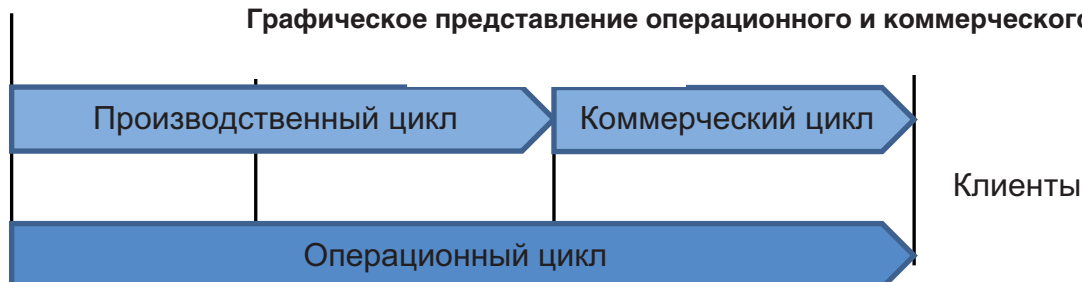 Графическое представление операционного и коммерческого
Производственный цикл
Коммерческий цикл
Клиенты
Операционный цикл